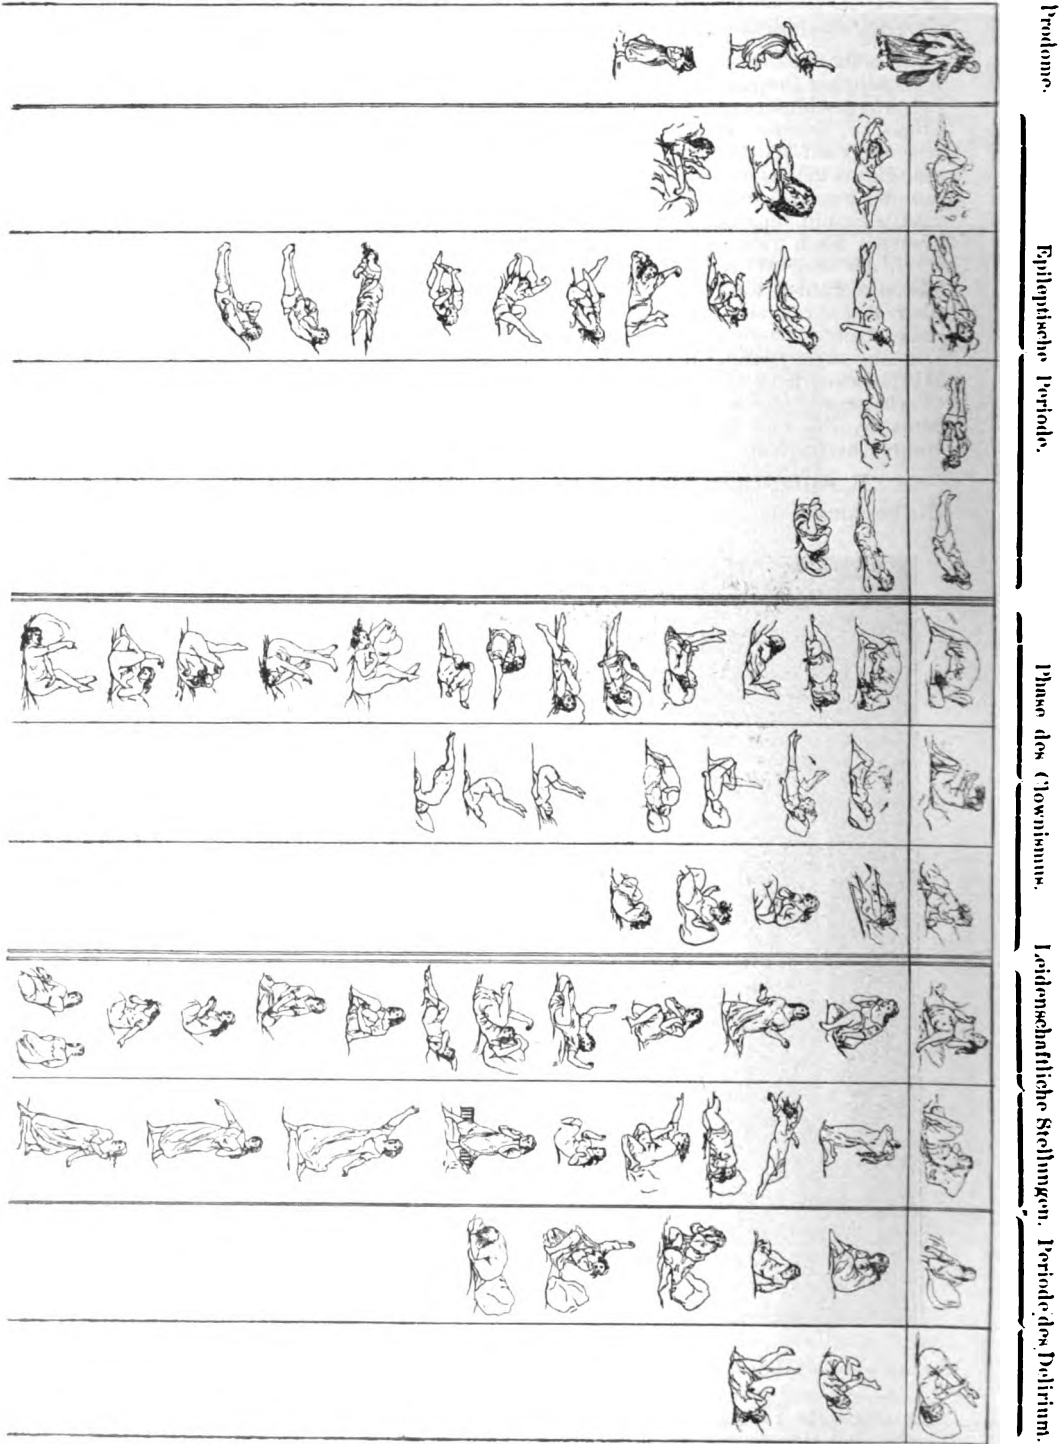 Prodome.
Epileptische Periode.
Phase des Clownismus.
Leidenschaftliche Stellungen.
Periode des Delirium.